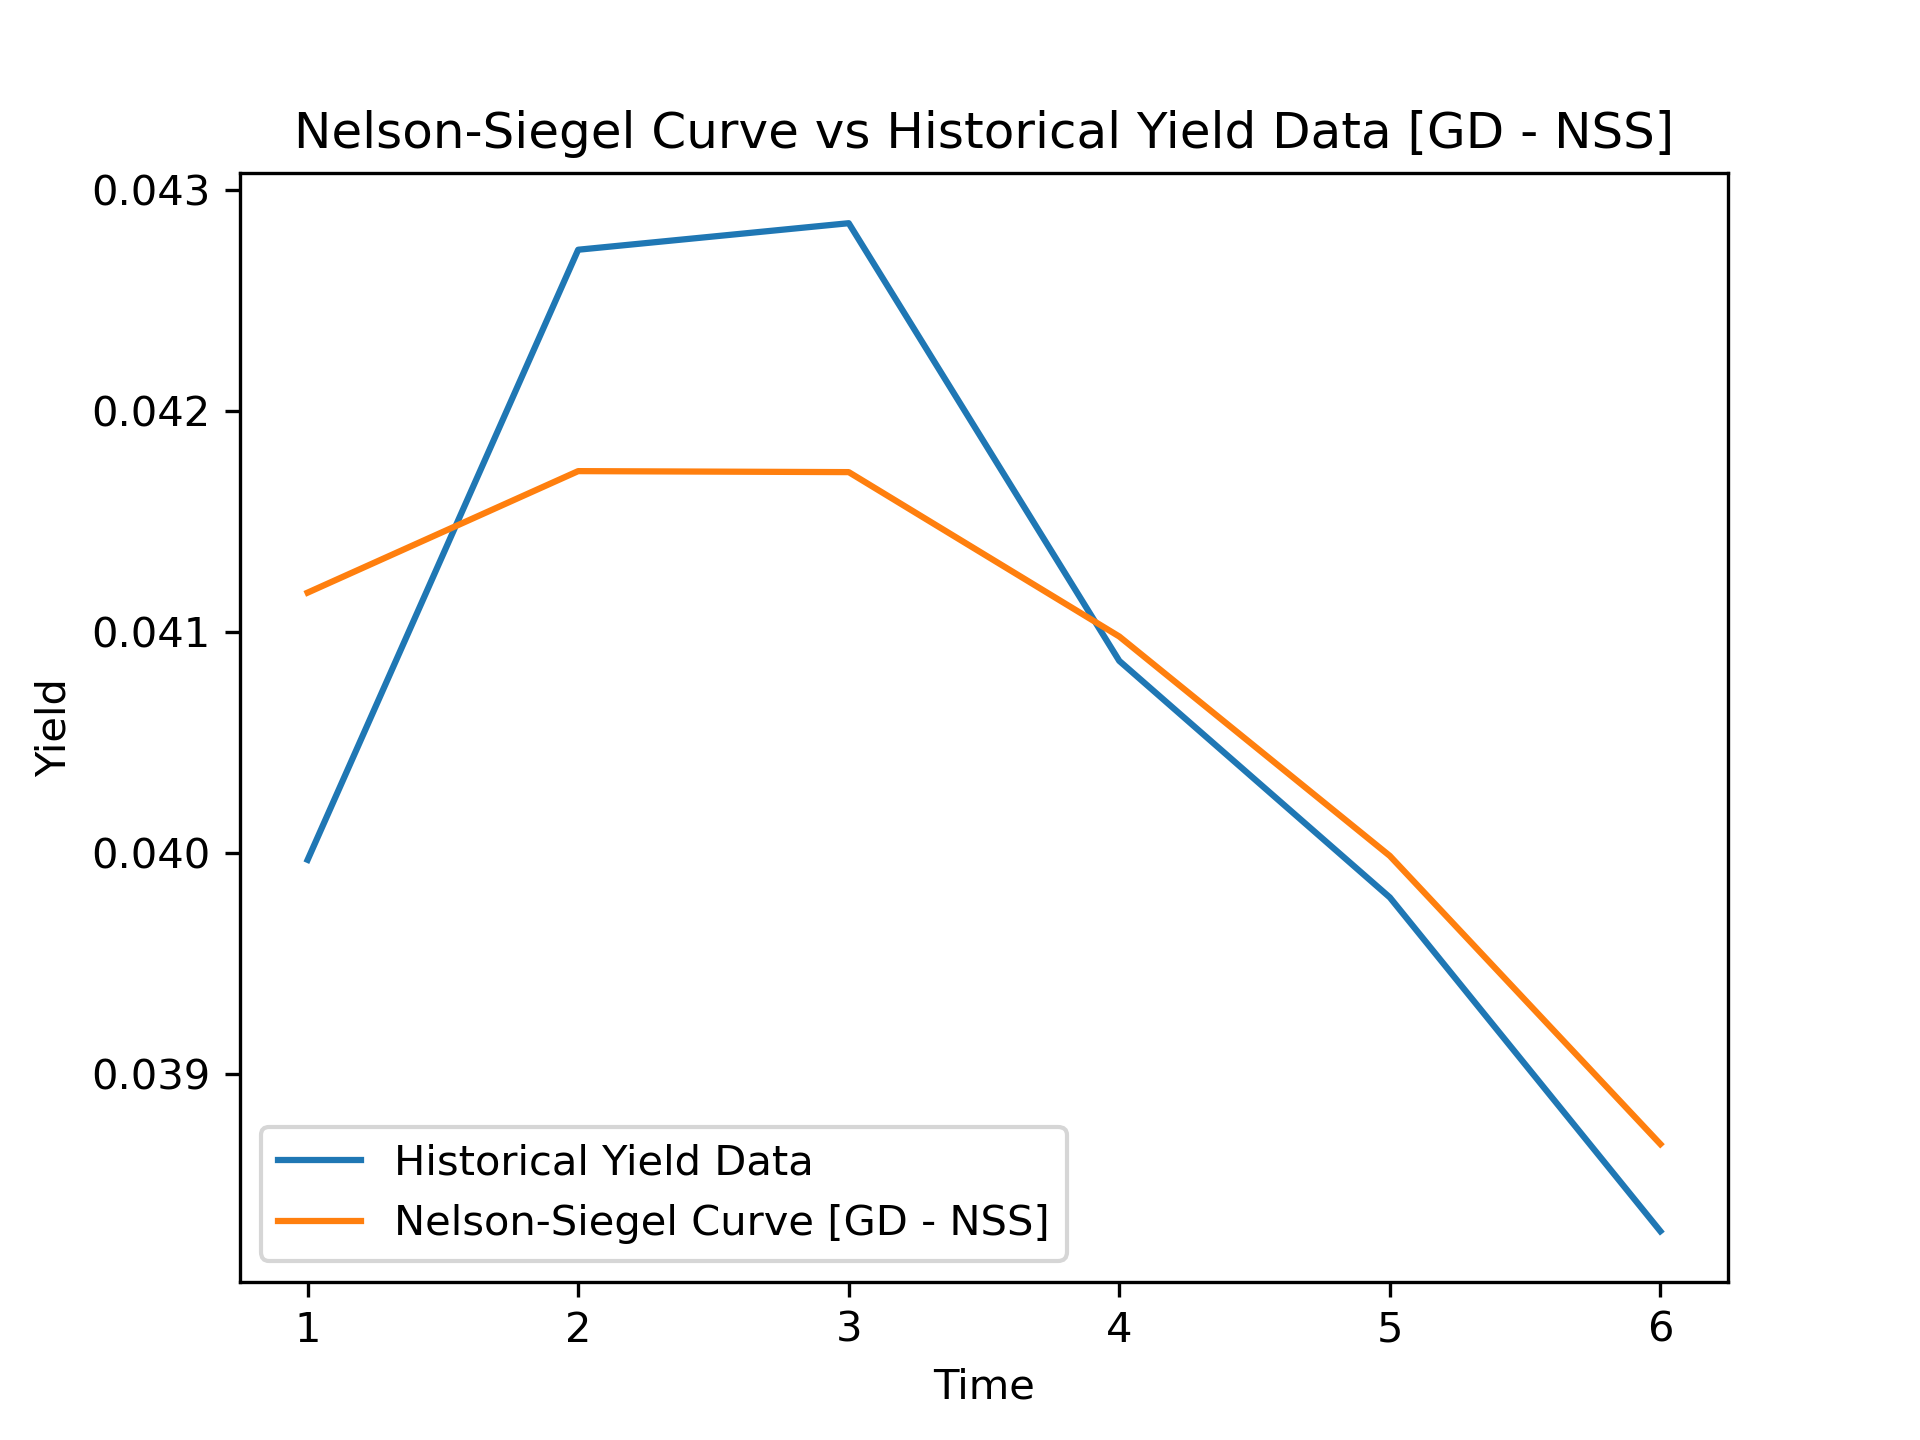 Nelson-Siegel Curve vs Historical Yield Data [GD - NSS]
0.043
0.042
0.041
0.040
0.039
Yield
Historical Yield Data
Nelson-Siegel Curve [GD - NSS]
1 2 3 4 5 6
Time